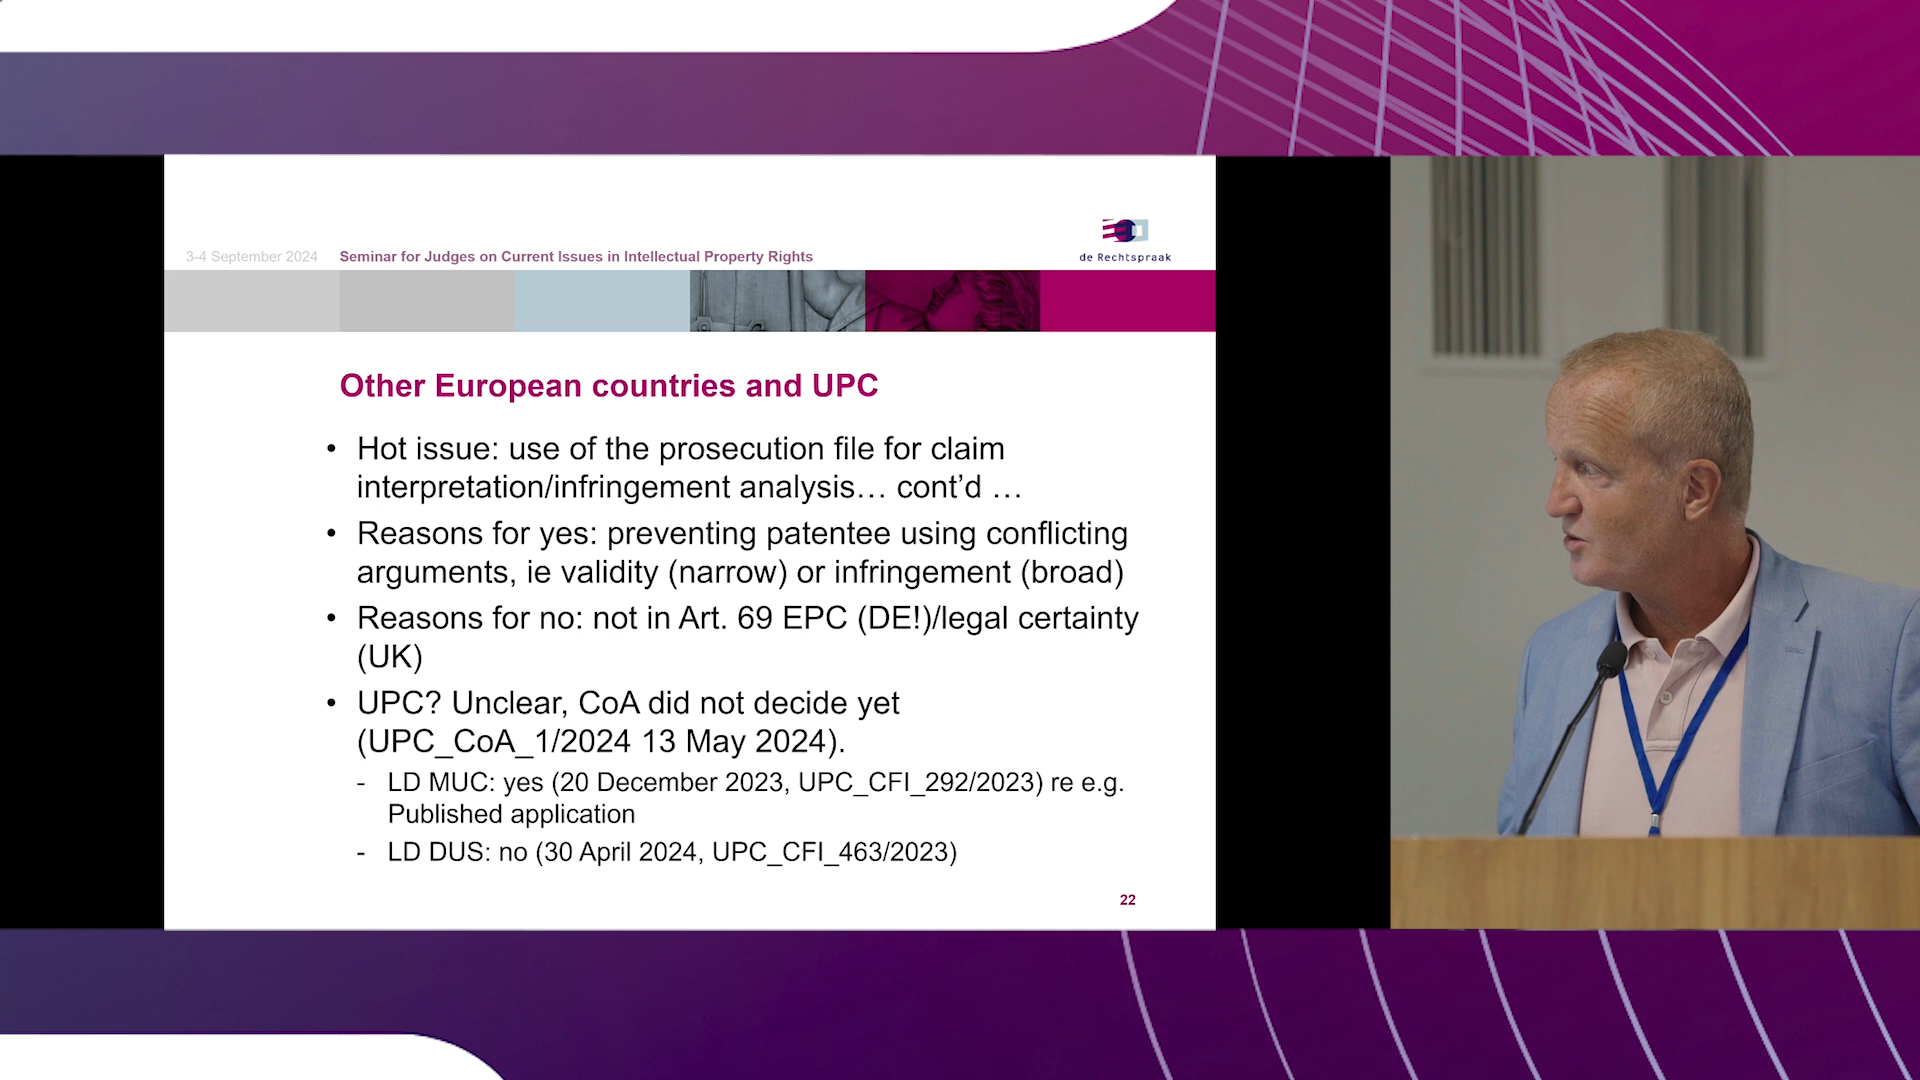 3-4 September 2024 Seminar for Judges on Current Issues in Intellectual Property Rights
de Rechtspraak
Other European countries and UPC
• Hot issue: use of the prosecution file for claim
interpretation/infringement analysis… cont’d …
• Reasons for yes: preventing patentee using conflicting
arguments, ie validity (narrow) or infringement (broad)
• Reasons for no: not in Art. 69 EPC (DE!)/legal certainty
(UK)
• UPC? Unclear, CoA did not decide yet
(UPC_CoA_1/2024 13 May 2024).
- LD MUC: yes (20 December 2023, UPC_CFI_292/2023) re e.g.
Published application
- LD DUS: no (30 April 2024, UPC_CFI_463/2023)
22